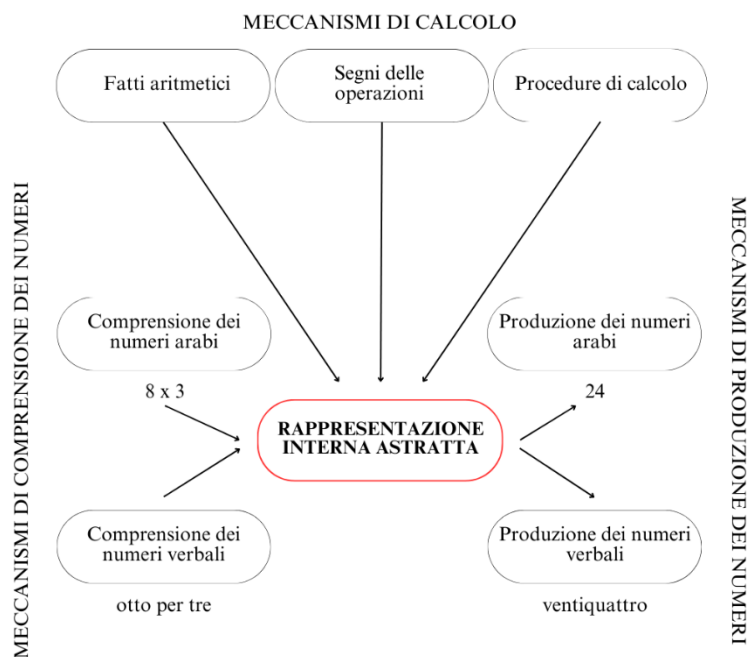 MECCANISMI DI CALCOLO
Fatti aritmetici
Segni delle
operazioni
Procedure di calcolo
MECCANISMI DI COMPRENSIONE DEI NUMERI
MECCANISMI DI PRODUZIONE DEI NUMERI
Comprensione dei
numeri arabi
8 x 3
Produzione dei numeri
arabi
24
RAPPRESENTAZIONE
INTERNA ASTRATTA
Comprensione dei
numeri verbali
otto per tre
Produzione dei numeri
verbali
ventiquattro